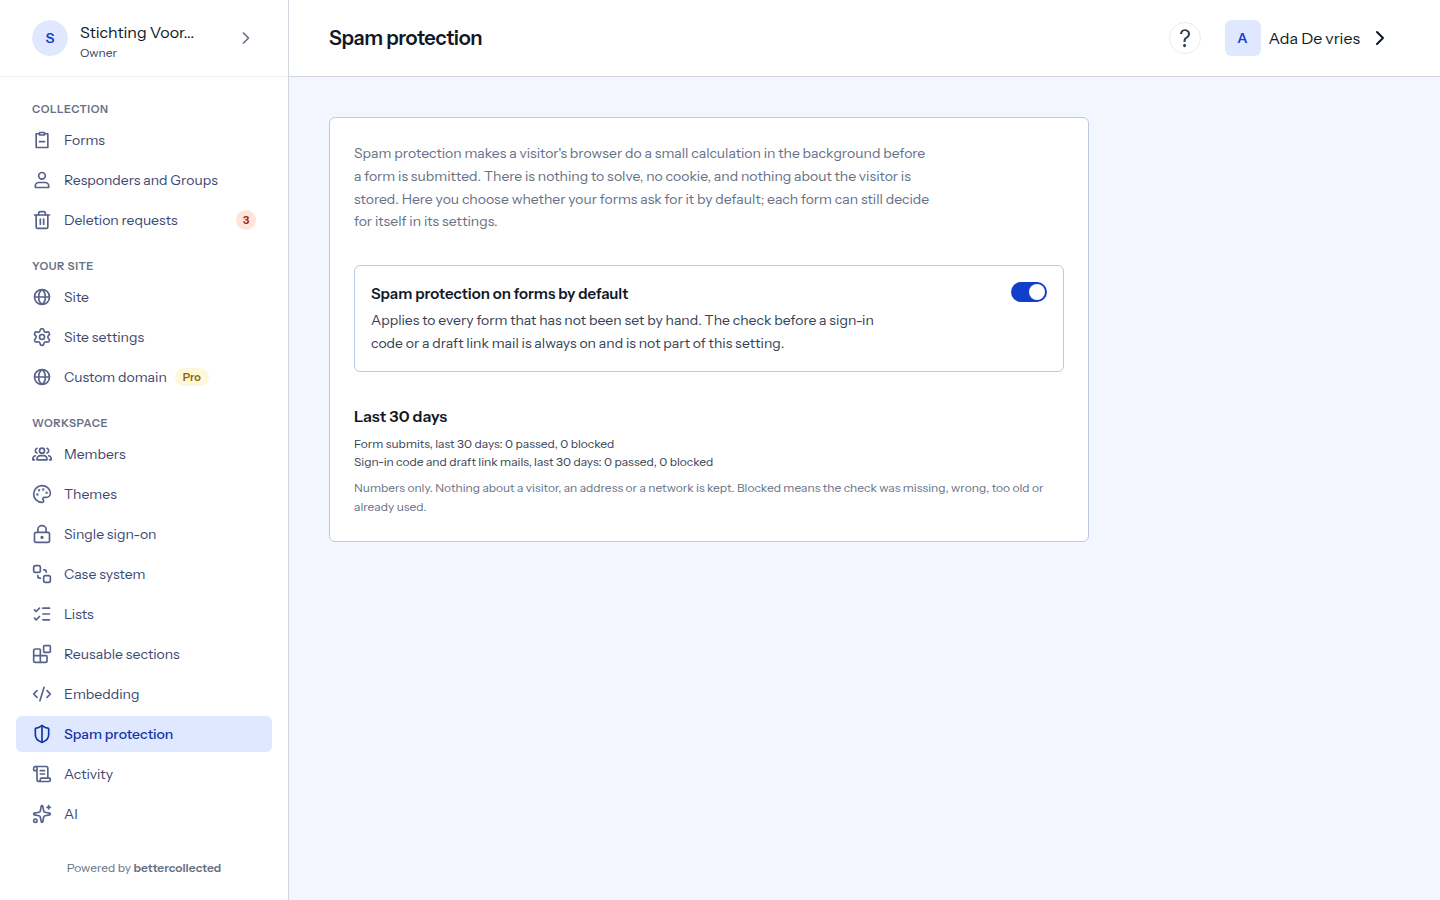 S
Stichting Voor...
Owner
Spam protection
?
A
Ada De vries
COLLECTION
Forms
Responders and Groups
Deletion requests
3
YOUR SITE
Site
Site settings
Custom domain
Pro
WORKSPACE
Members
Themes
Single sign-on
Case system
Lists
Reusable sections
Embedding
Spam protection
Activity
AI
Powered by bettercollected
Spam protection makes a visitor's browser do a small calculation in the background before
a form is submitted. There is nothing to solve, no cookie, and nothing about the visitor is
stored. Here you choose whether your forms ask for it by default; each form can still decide
for itself in its settings.
Spam protection on forms by default
Applies to every form that has not been set by hand. The check before a sign-in
code or a draft link mail is always on and is not part of this setting.
Last 30 days
Form submits, last 30 days: 0 passed, 0 blocked
Sign-in code and draft link mails, last 30 days: 0 passed, 0 blocked
Numbers only. Nothing about a visitor, an address or a network is kept. Blocked means the check was missing, wrong, too old or
already used.